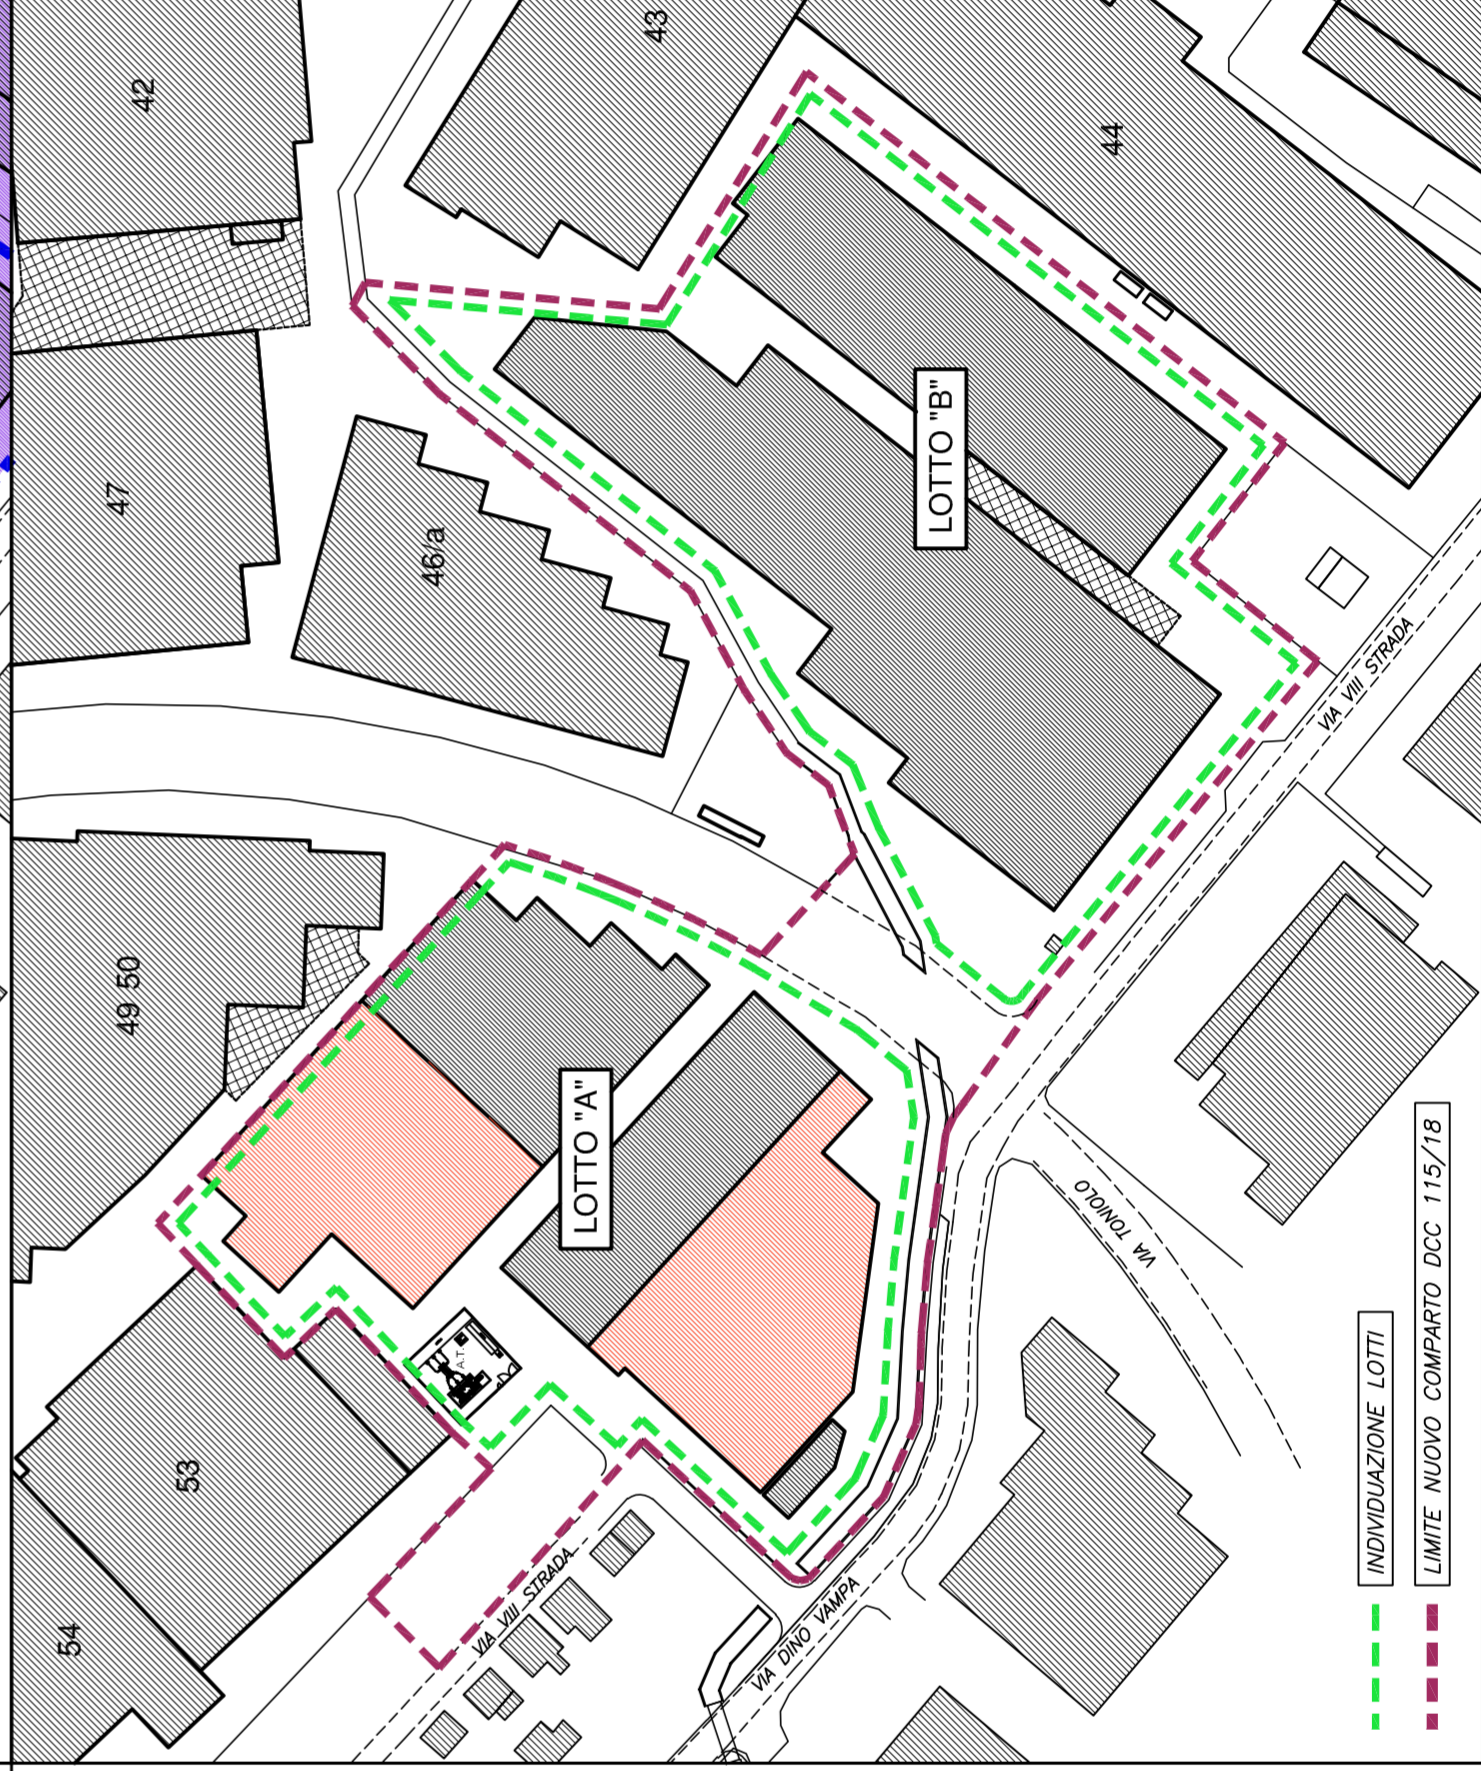 42
43
44
47
46/a
LOTTO "B"
49 50
LOTTO "A"
A.T.
53
54
VIA VIII STRADA
VIA TONIOLO
VIA VIII STRADA
VIA DINO VAMPA
INDIVIDUAZIONE LOTTI
LIMITE NUOVO COMPARTO DCC 115/18